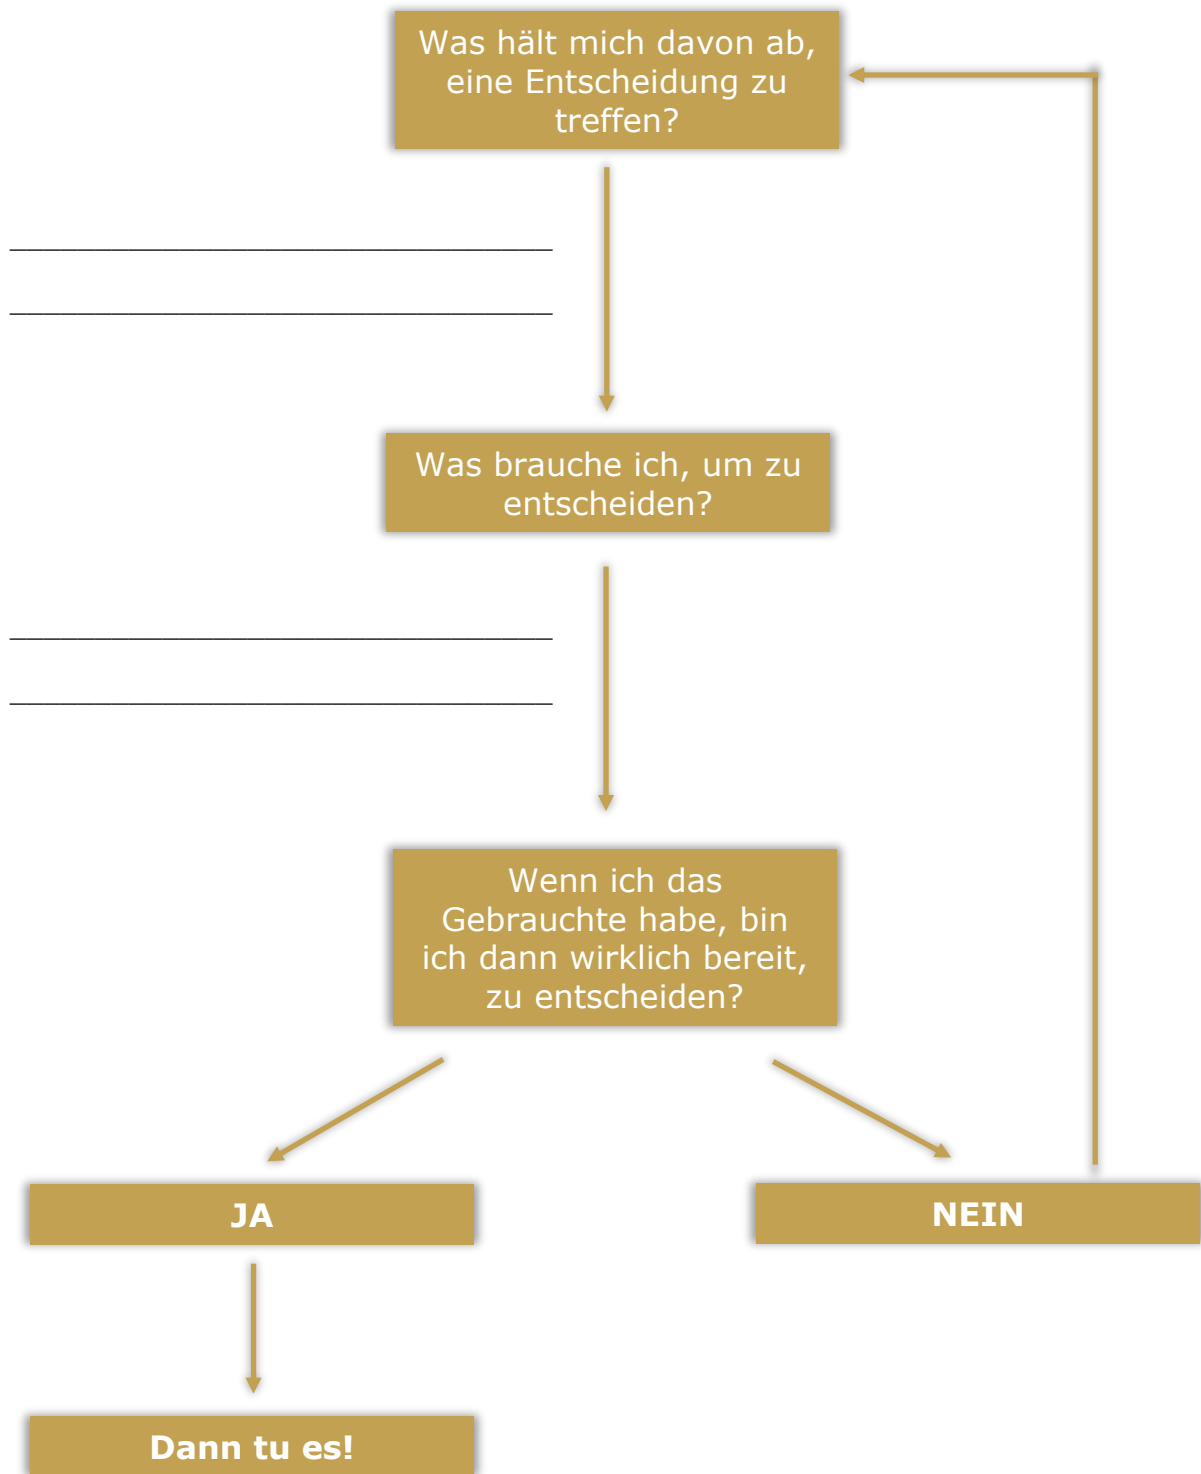 Was hält mich davon ab,
eine Entscheidung zu
treffen?
Was brauche ich, um zu
entscheiden?
Wenn ich das
Gebrauchte habe, bin
ich dann wirklich bereit,
zu entscheiden?
JA
NEIN
Dann tu es!